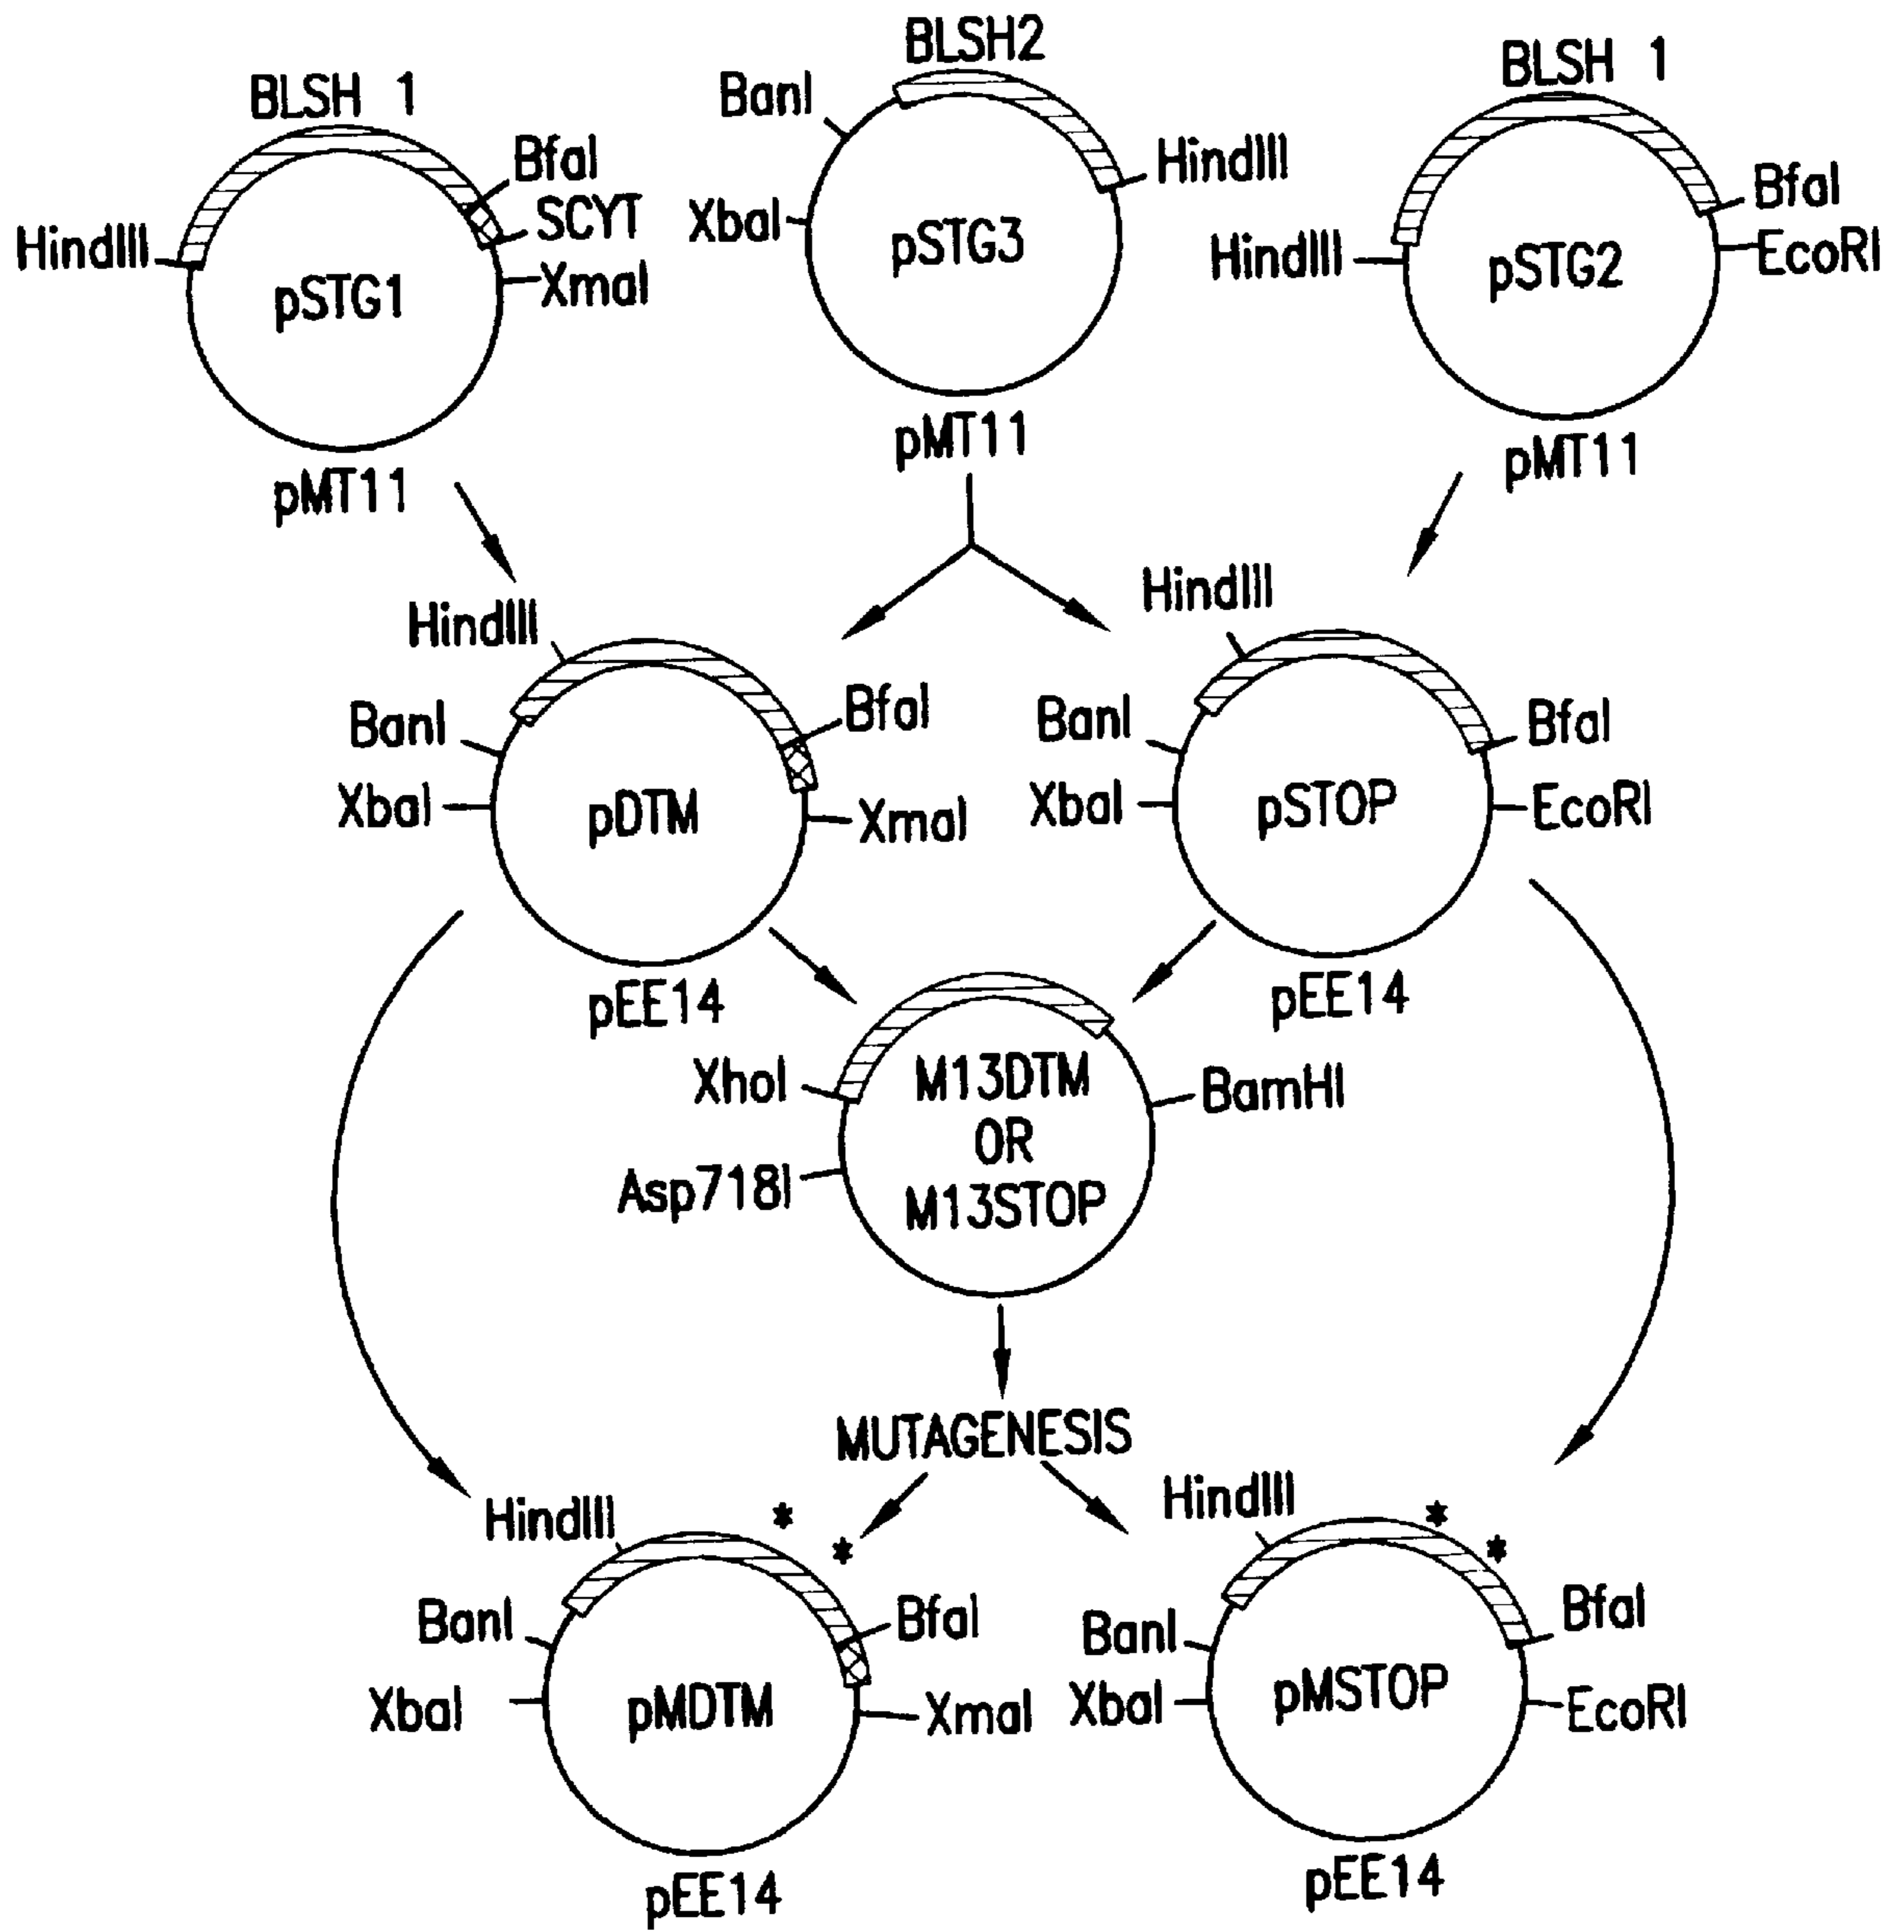 BLSH 1
BfaI
SCYT
HindIII
XmaI
pSTG1
pMT11
BLSH2
BanI
HindIII
XbaI
pSTG3
pMT11
BLSH 1
BfaI
HindIII
EcoRI
pSTG2
pMT11
HindIII
BanI
BfaI
XbaI
XmaI
pDTM
pEE14
HindIII
BanI
BfaI
XbaI
EcoRI
pSTOP
pEE14
XhoI
BamHI
Asp718I
M13DTM
OR
M13STOP
MUTAGENESIS
HindIII
*
*
BanI
BfaI
XbaI
XmaI
pMDTM
pEE14
HindIII
*
*
BanI
BfaI
XbaI
EcoRI
pMSTOP
pEE14